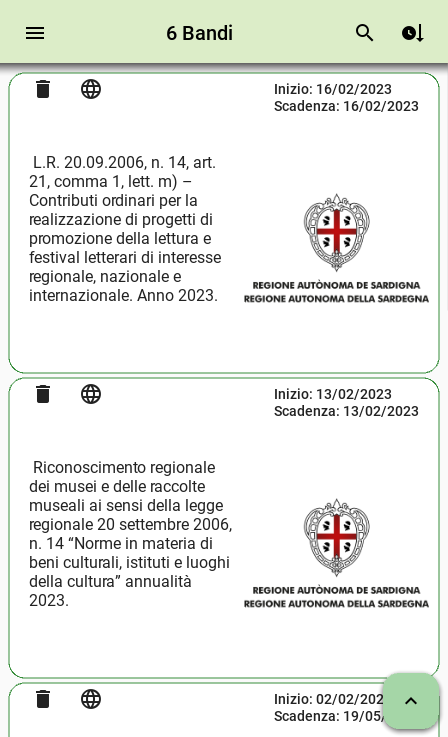 6 Bandi
Inizio: 16/02/2023
Scadenza: 16/02/2023
L.R. 20.09.2006, n. 14, art.
21, comma 1, lett. m) –
Contributi ordinari per la
realizzazione di progetti di
promozione della lettura e
festival letterari di interesse
regionale, nazionale e
internazionale. Anno 2023.
REGIONE AUTÒNOMA DE SARDIGNA
REGIONE AUTONOMA DELLA SARDEGNA
Inizio: 13/02/2023
Scadenza: 13/02/2023
Riconoscimento regionale
dei musei e delle raccolte
museali ai sensi della legge
regionale 20 settembre 2006,
n. 14 “Norme in materia di
beni culturali, istituti e luoghi
della cultura” annualità
2023.
REGIONE AUTÒNOMA DE SARDIGNA
REGIONE AUTONOMA DELLA SARDEGNA
Inizio: 02/02/202
Scadenza: 19/05/